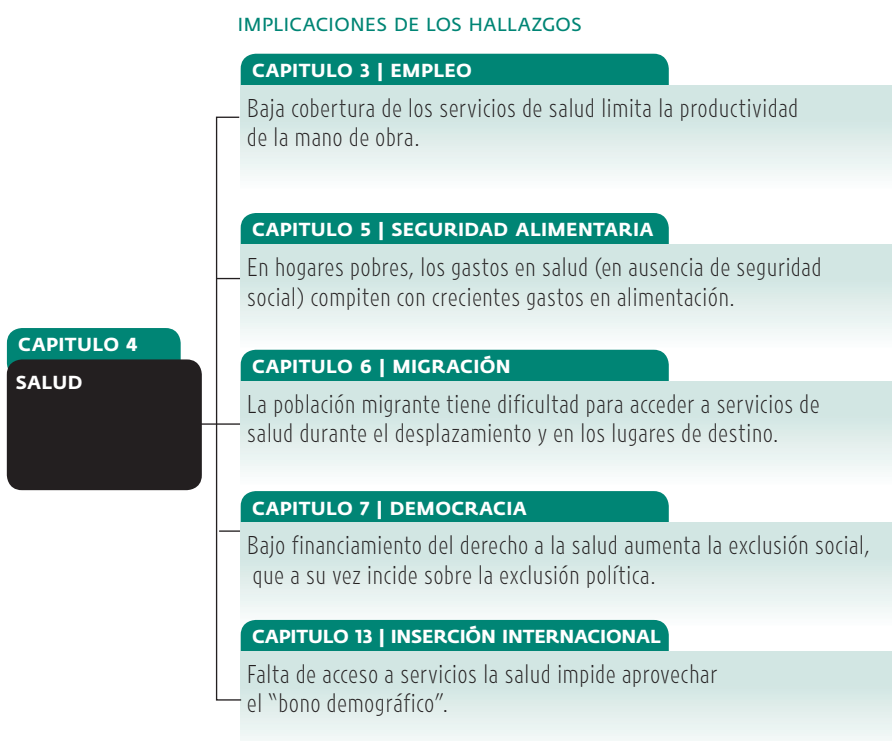 IMPLICACIONES DE LOS HALLAZGOS
CAPITULO 3 | EMPLEO
Baja cobertura de los servicios de salud limita la productividad
de la mano de obra.
CAPITULO 5 | SEGURIDAD ALIMENTARIA
En hogares pobres, los gastos en salud (en ausencia de seguridad
social) compiten con crecientes gastos en alimentación.
CAPITULO 4
SALUD
CAPITULO 6 | MIGRACIÓN
La población migrante tiene dificultad para acceder a servicios de
salud durante el desplazamiento y en los lugares de destino.
CAPITULO 7 | DEMOCRACIA
Bajo financiamiento del derecho a la salud aumenta la exclusión social,
que a su vez incide sobre la exclusión política.
CAPITULO 13 | INSERCIÓN INTERNACIONAL
Falta de acceso a servicios la salud impide aprovechar
el “bono demográfico”.